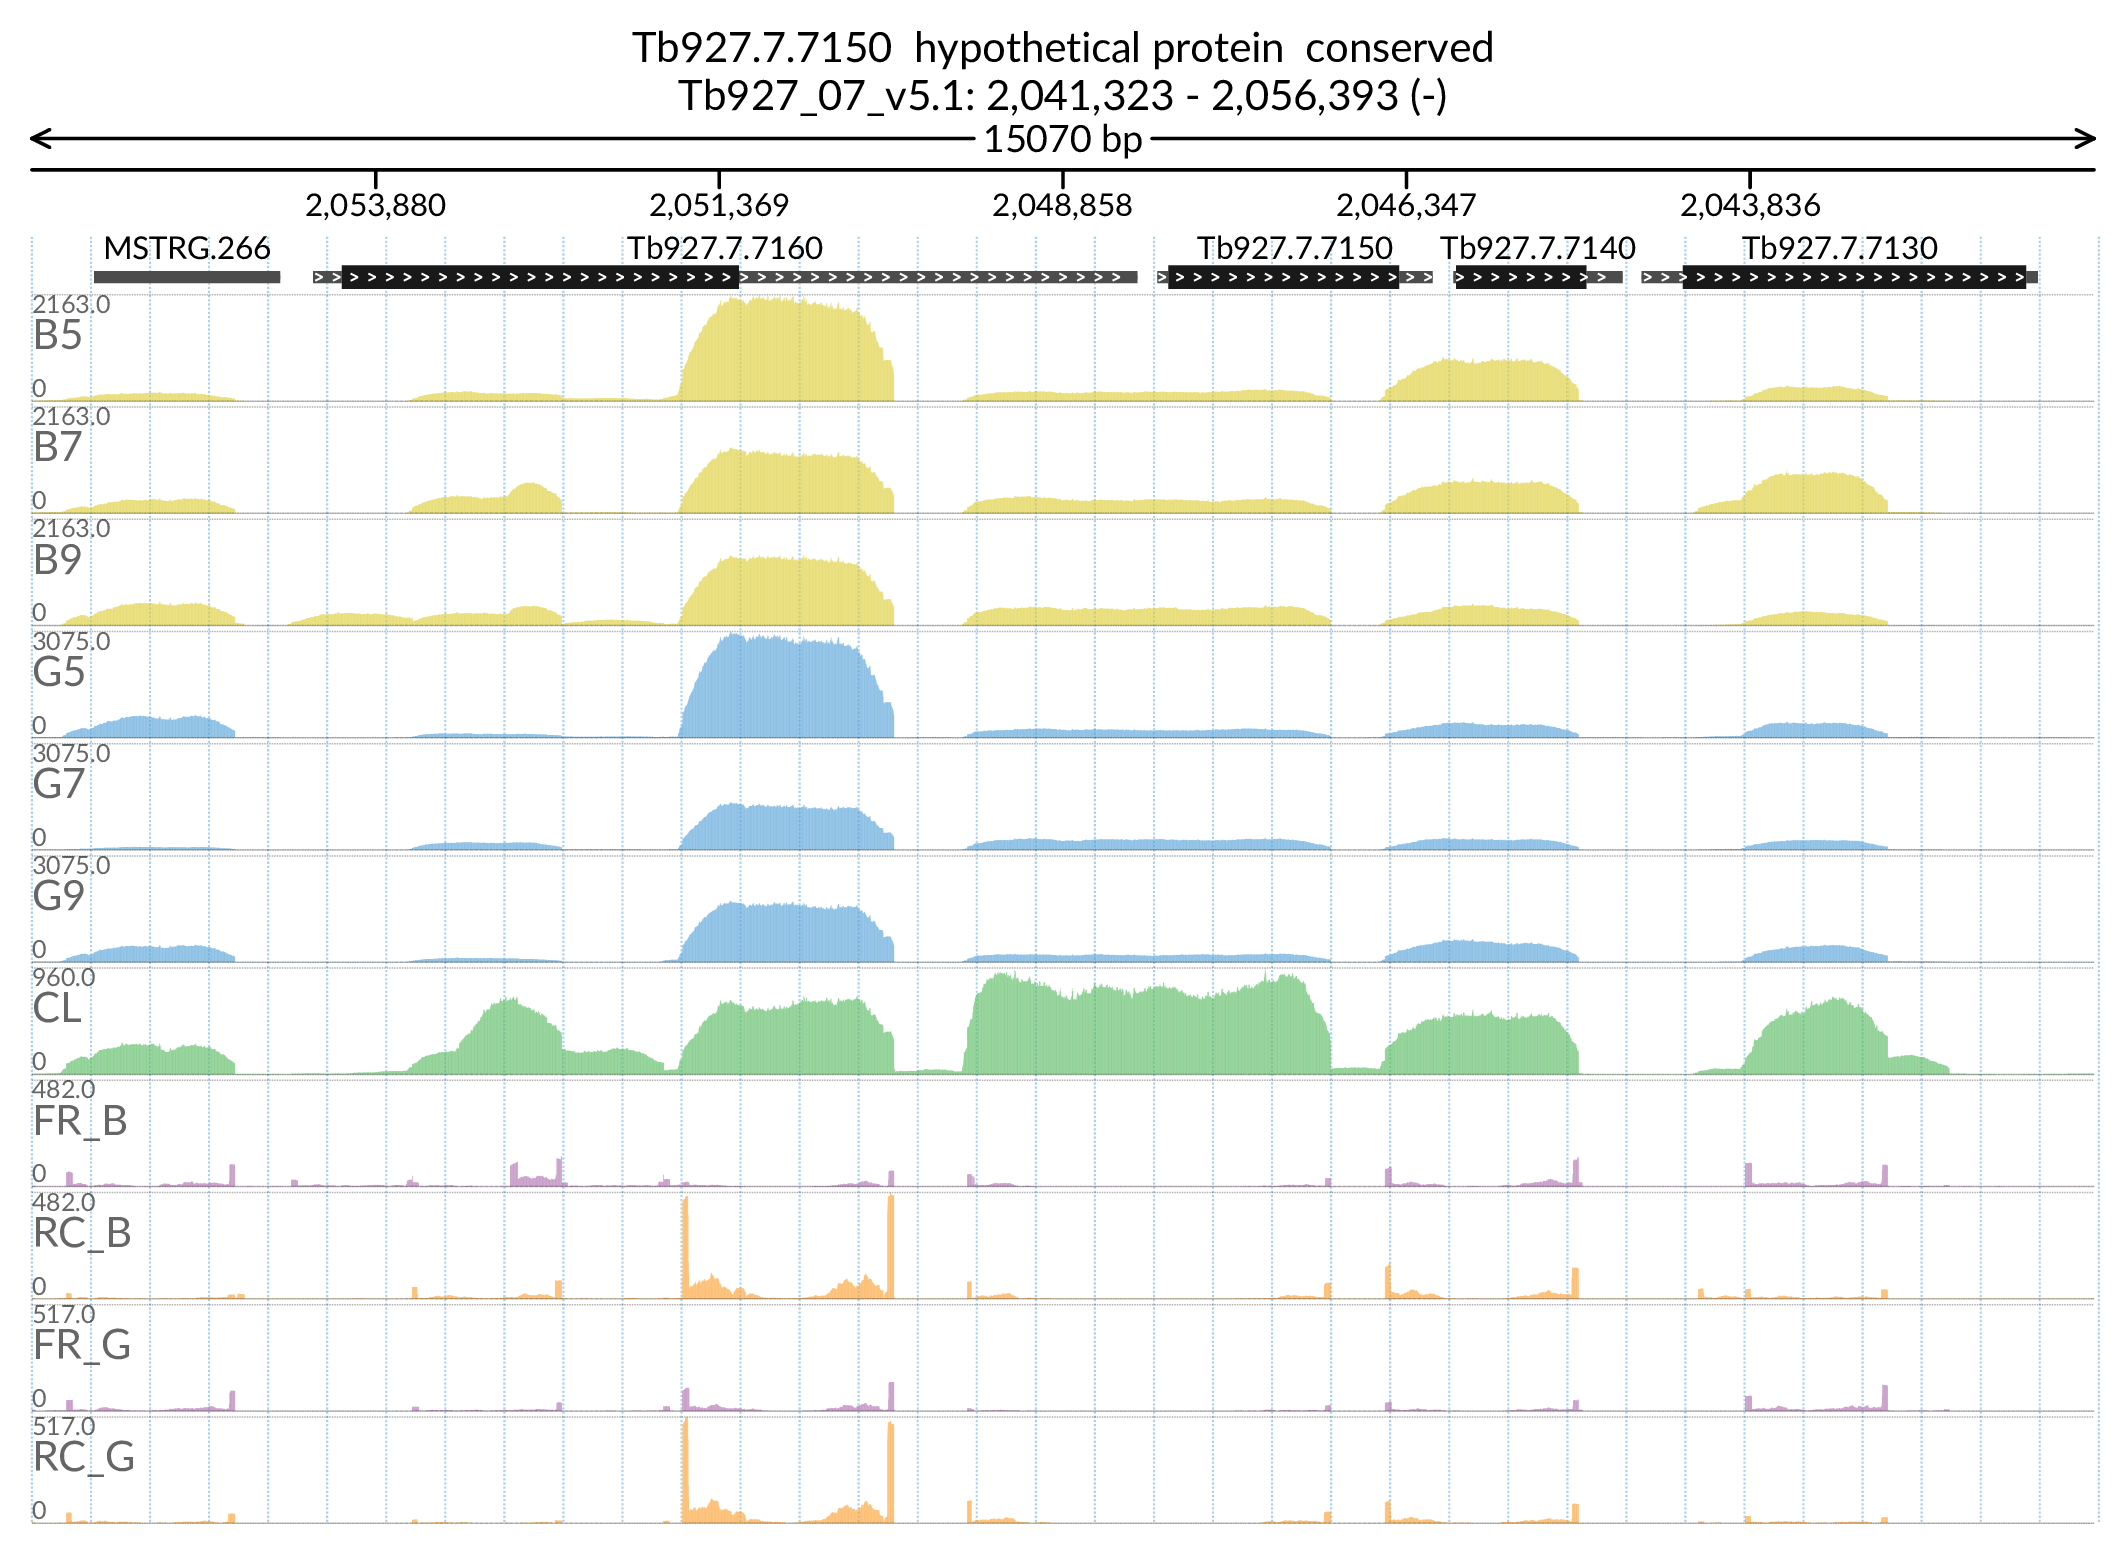 Tb927.7.7150  hypothetical protein  conserved
Tb927_07_v5.1: 2,041,323 - 2,056,393 (-)
15070 bp
2,053,880 2,051,369 2,048,858 2,046,347 2,043,836
MSTRG.266 Tb927.7.7160 Tb927.7.7150 Tb927.7.7140 Tb927.7.7130
2163.0
B5
0
2163.0
B7
0
2163.0
B9
0
3075.0
G5
0
3075.0
G7
0
3075.0
G9
0
960.0
CL
0
482.0
FR_B
0
482.0
RC_B
0
517.0
FR_G
0
517.0
RC_G
0